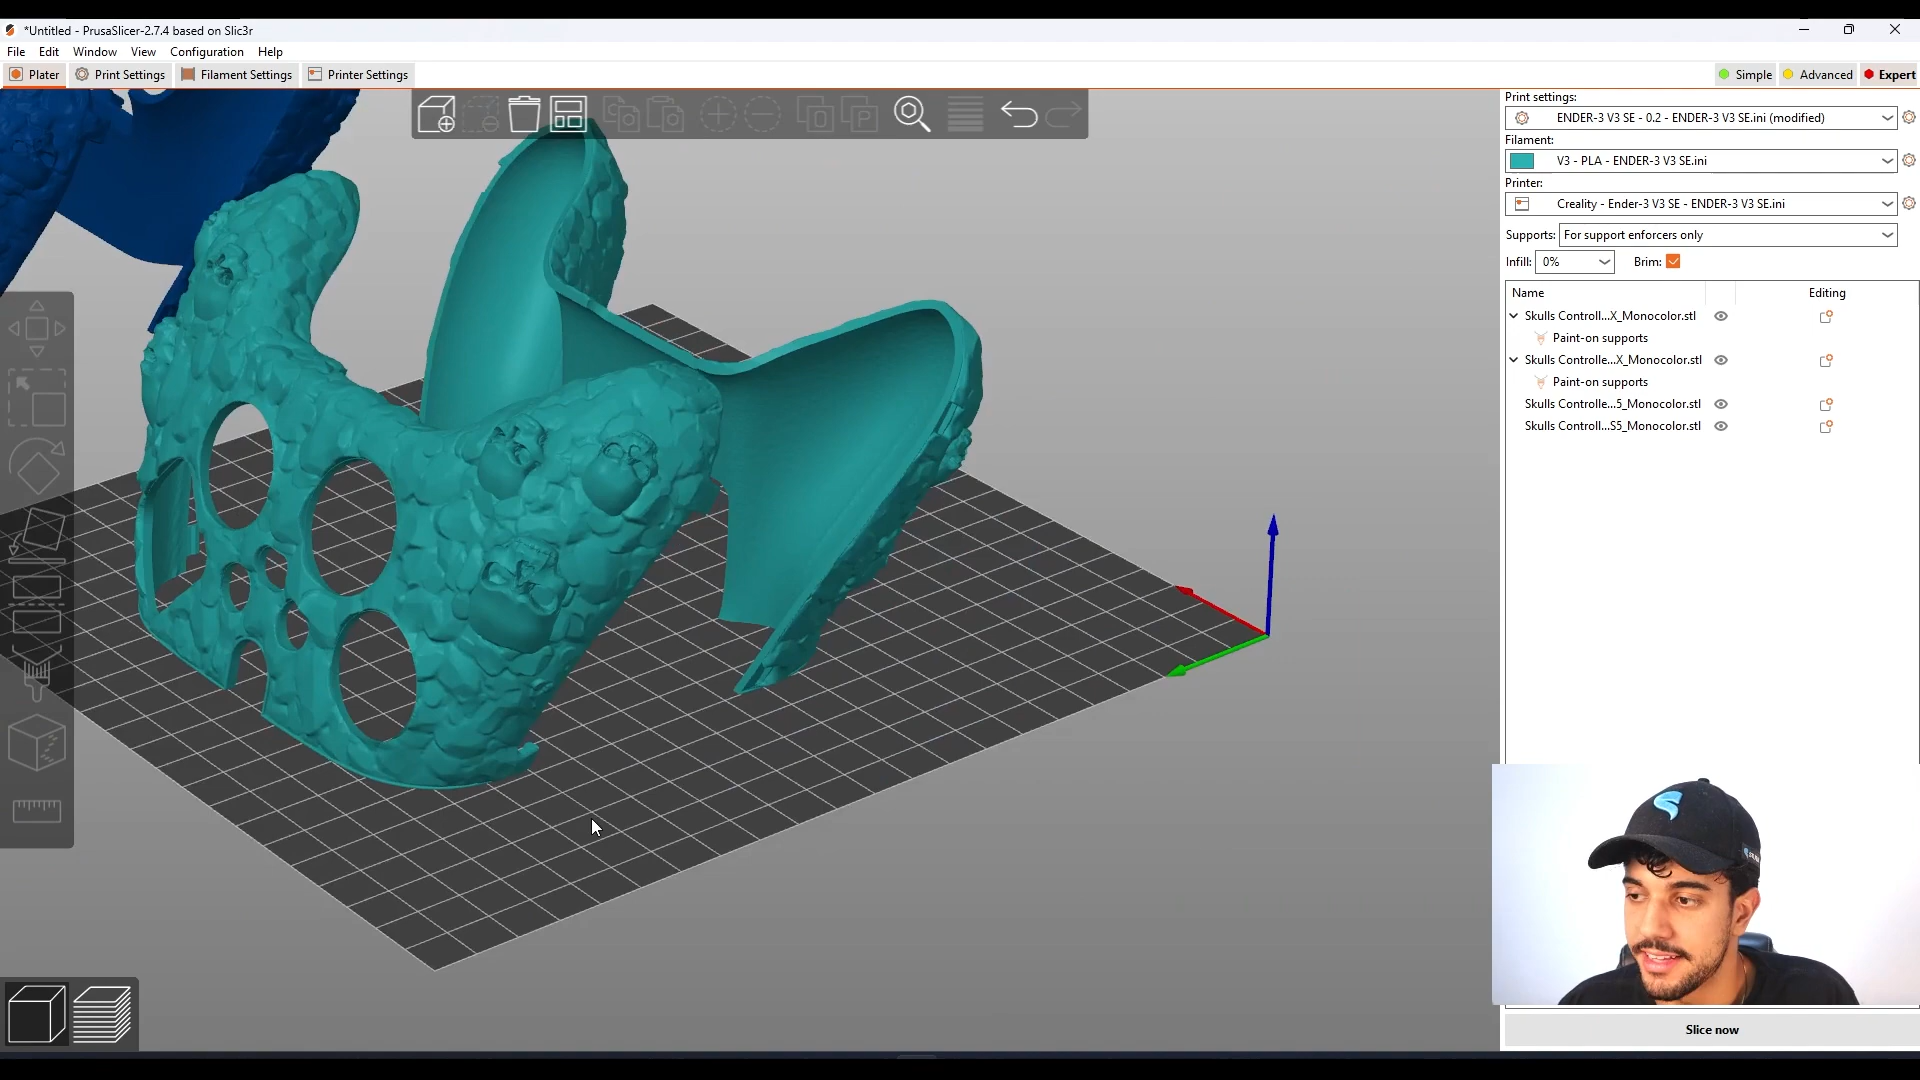 *Untitled - PrusaSlicer-2.7.4 based on Slic3r
File Edit Window View Configuration Help
Plater Print Settings Filament Settings Printer Settings Simple Advanced Expert
Print settings:
ENDER-3 V3 SE - 0.2 - ENDER-3 V3 SE.ini (modified)
Filament:
V3 - PLA - ENDER-3 V3 SE.ini
Printer:
Creality - Ender-3 V3 SE - ENDER-3 V3 SE.ini
Supports: For support enforcers only
Infill: 0% Brim:
Name Editing
Skulls Controll...X_Monocolor.stl
Paint-on supports
Skulls Controlle...X_Monocolor.stl
Paint-on supports
Skulls Controlle...5_Monocolor.stl
Skulls Controll...S5_Monocolor.stl
Slice now